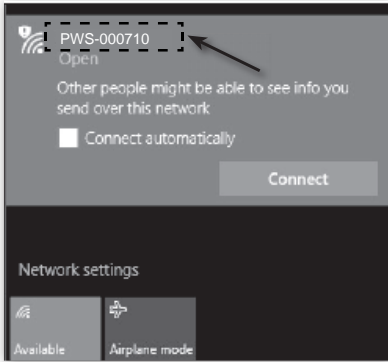 PWS-000710
Open
Other people might be able to see info you
send over this network
Connect automatically
Connect
Network settings
Available
Airplane mode